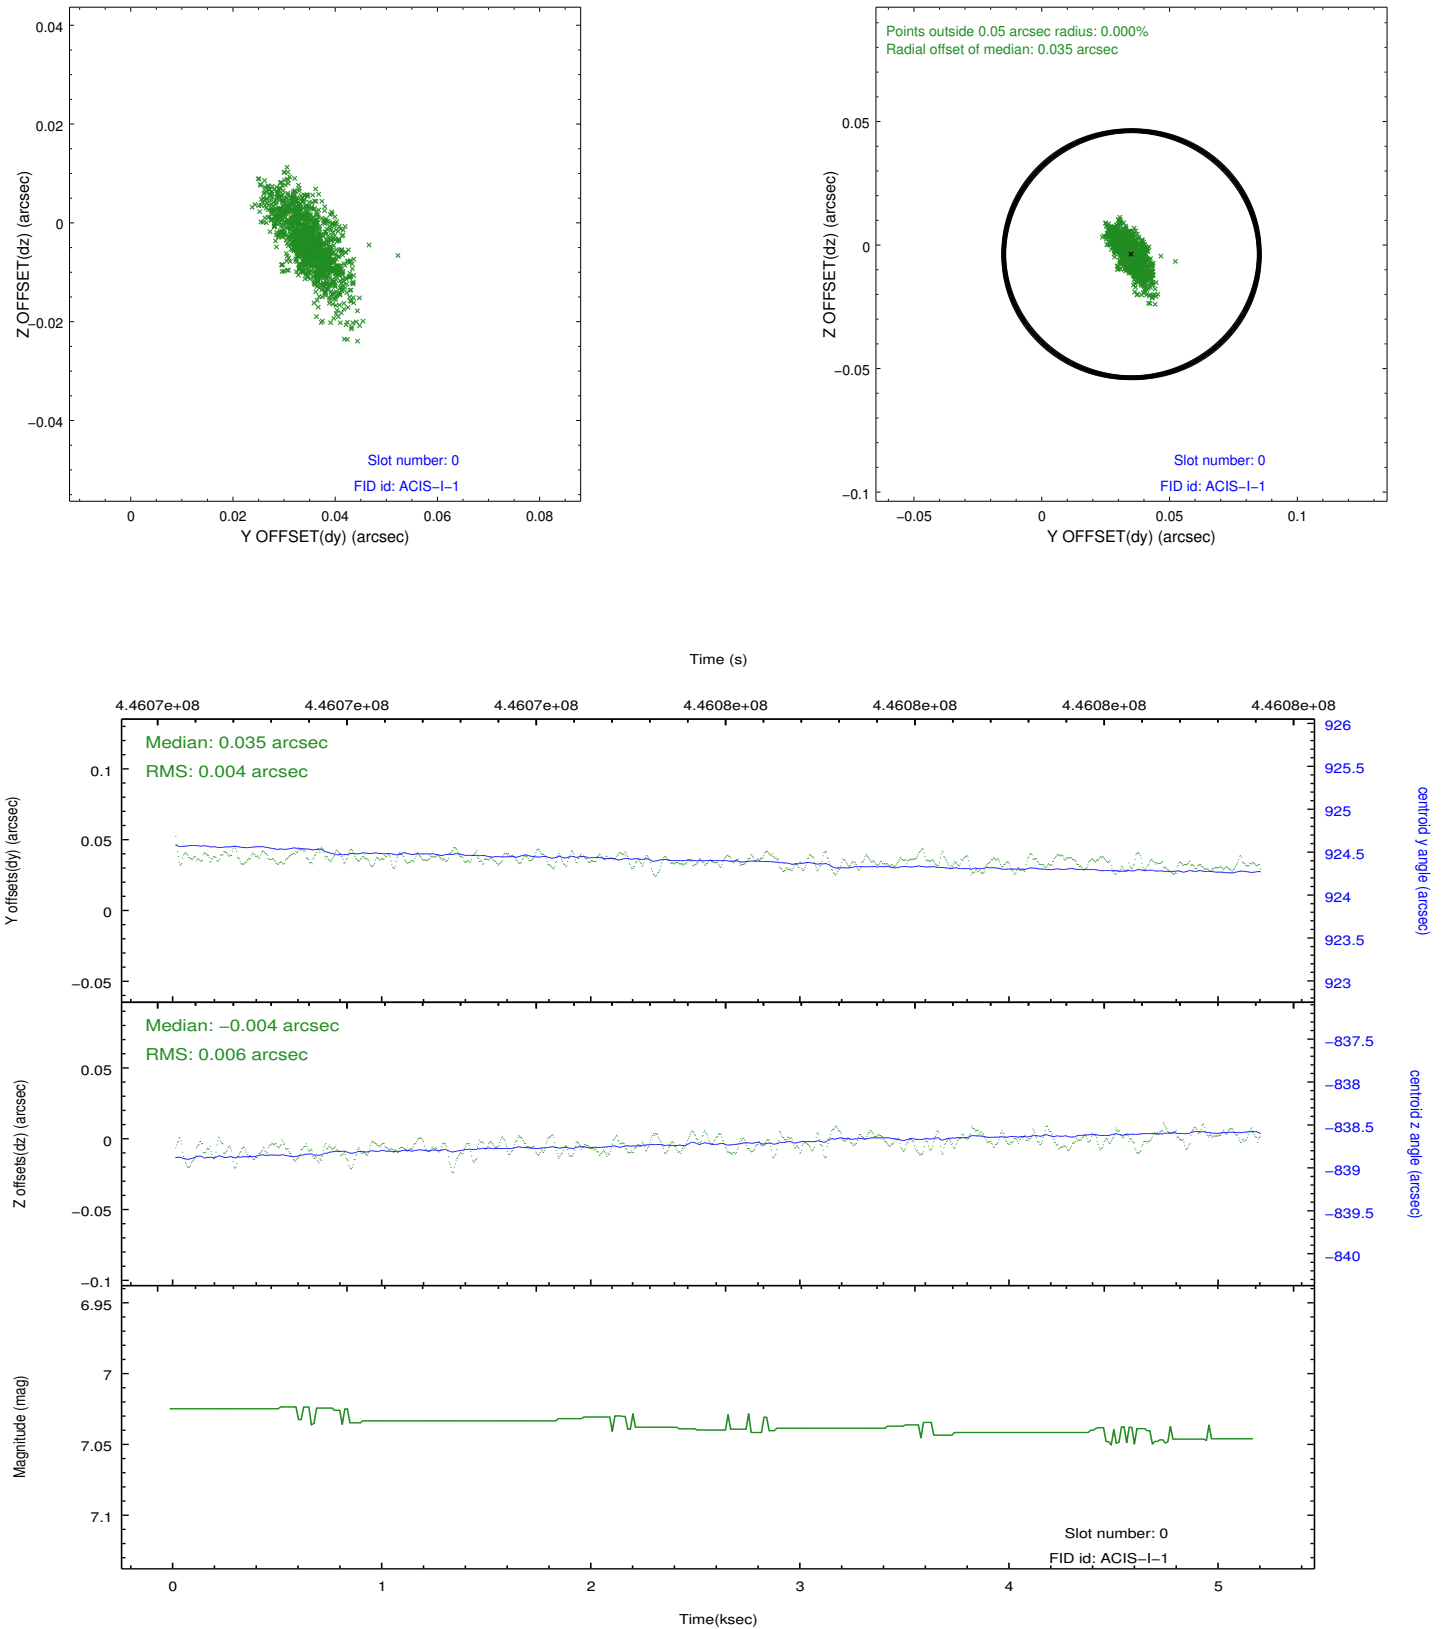 0.04
0.02
0
−0.02
−0.04
Z OFFSET(dz) (arcsec)
Slot number: 0
FID id: ACIS−I−1
0 0.02 0.04 0.06 0.08
Y OFFSET(dy) (arcsec)
Points outside 0.05 arcsec radius: 0.000%
Radial offset of median: 0.035 arcsec
0.05
0
−0.05
−0.1
Z OFFSET(dz) (arcsec)
Slot number: 0
FID id: ACIS−I−1
−0.05 0 0.05 0.1
Y OFFSET(dy) (arcsec)
Time (s)
4.4607e+08 4.4607e+08 4.4607e+08 4.4608e+08 4.4608e+08 4.4608e+08 4.4608e+08
Median: 0.035 arcsec
RMS: 0.004 arcsec
0.1
0.05
0
−0.05
Y offsets(dy) (arcsec)
926
925.5
925
924.5
924
923.5
923
centroid y angle (arcsec)
Median: −0.004 arcsec
RMS: 0.006 arcsec
0.05
0
−0.05
−0.1
Z offsets(dz) (arcsec)
−837.5
−838
−838.5
−839
−839.5
−840
centroid z angle (arcsec)
6.95
7
7.05
7.1
Magnitude (mag)
Slot number: 0
FID id: ACIS−I−1
0 1 2 3 4 5
Time(ksec)